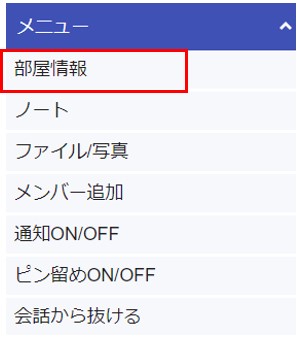 メニュー
部屋情報
ノート
ファイル/写真
メンバー追加
通知ON/OFF
ピン留めON/OFF
会話から抜ける